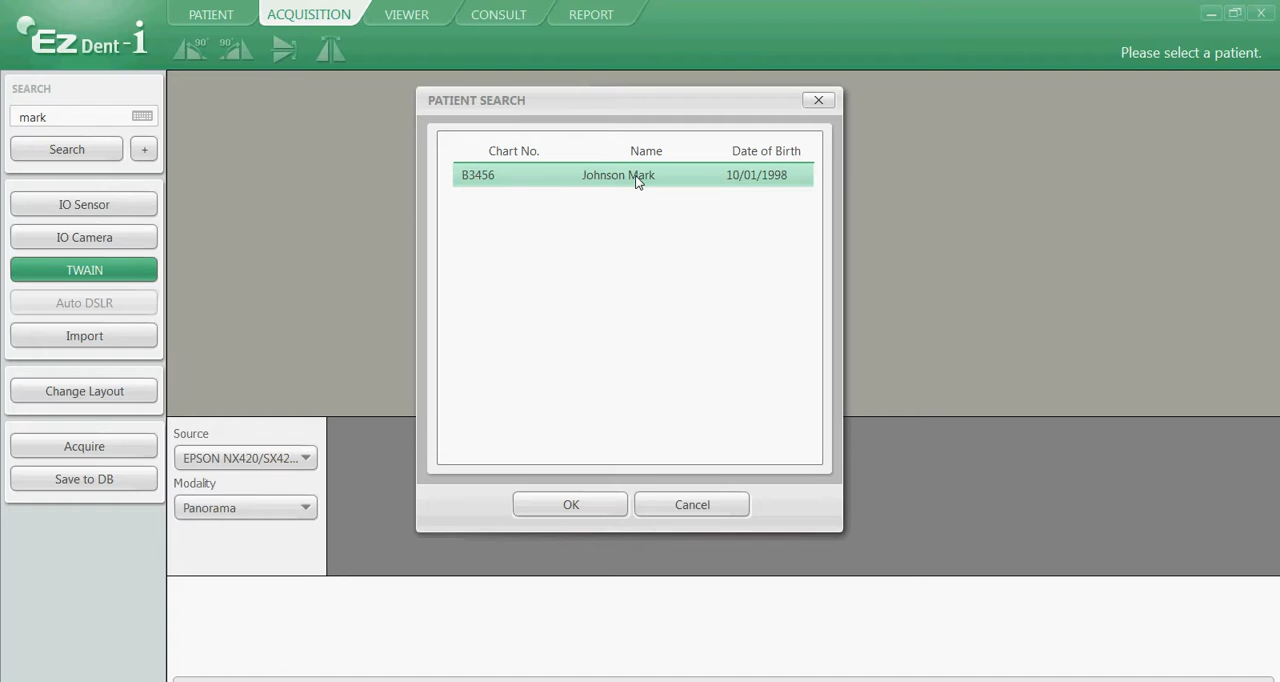 Ez Dent-i
PATIENT
ACQUISITION
VIEWER
CONSULT
REPORT
90°
90°
Please select a patient.
SEARCH
mark
Search
+
IO Sensor
IO Camera
TWAIN
Auto DSLR
Import
Change Layout
Acquire
Save to DB
Source
EPSON NX420/SX42...
Modality
Panorama
PATIENT SEARCH
Chart No. Name Date of Birth
B3456 Johnson Mark 10/01/1998
OK
Cancel